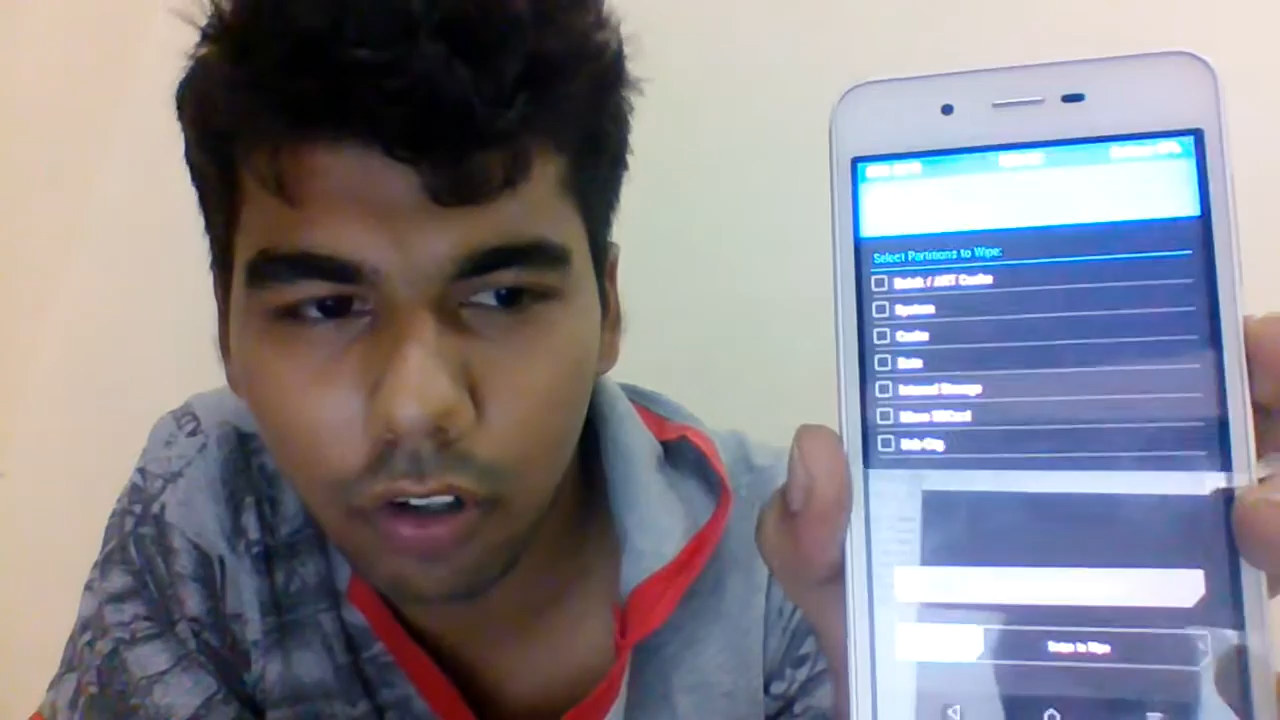 Select Partitions to Wipe:
Dalvik / ART Cache
System
Cache
Data
Internal Storage
Micro SDCard
Usb-Otg
Swipe to Wipe